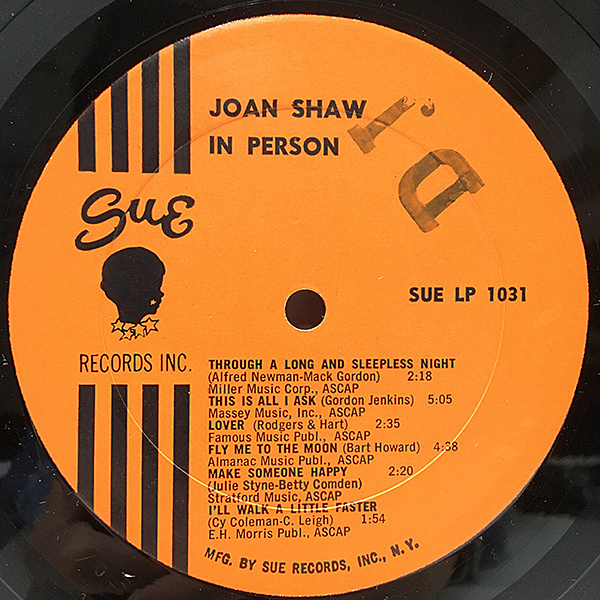 JOAN SHAW
IN PERSON
Sue
RECORDS INC.
SUE LP 1031
THROUGH A LONG AND SLEEPLESS NIGHT
(Alfred Newman-Mack Gordon) 2:18
Miller Music Corp., ASCAP
THIS IS ALL I ASK (Gordon Jenkins) 5:05
Massey Music, Inc., ASCAP
LOVER (Rodgers & Hart) 2:35
Famous Music Publ., ASCAP
FLY ME TO THE MOON (Bart Howard) 4:38
Almanac Music Publ., ASCAP
MAKE SOMEONE HAPPY 2:20
(Julie Styne-Betty Comden)
Stratford Music, ASCAP
I'LL WALK A LITTLE FASTER
(Cy Coleman-C. Leigh) 1:54
E.H. Morris Publ., ASCAP
MFG. BY SUE RECORDS, INC., N.Y.